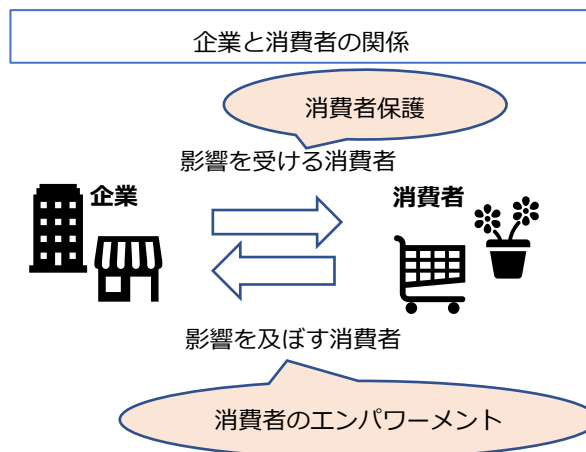 企業と消費者の関係
消費者保護
影響を受ける消費者
企業
消費者
影響を及ぼす消費者
消費者のエンパワーメント